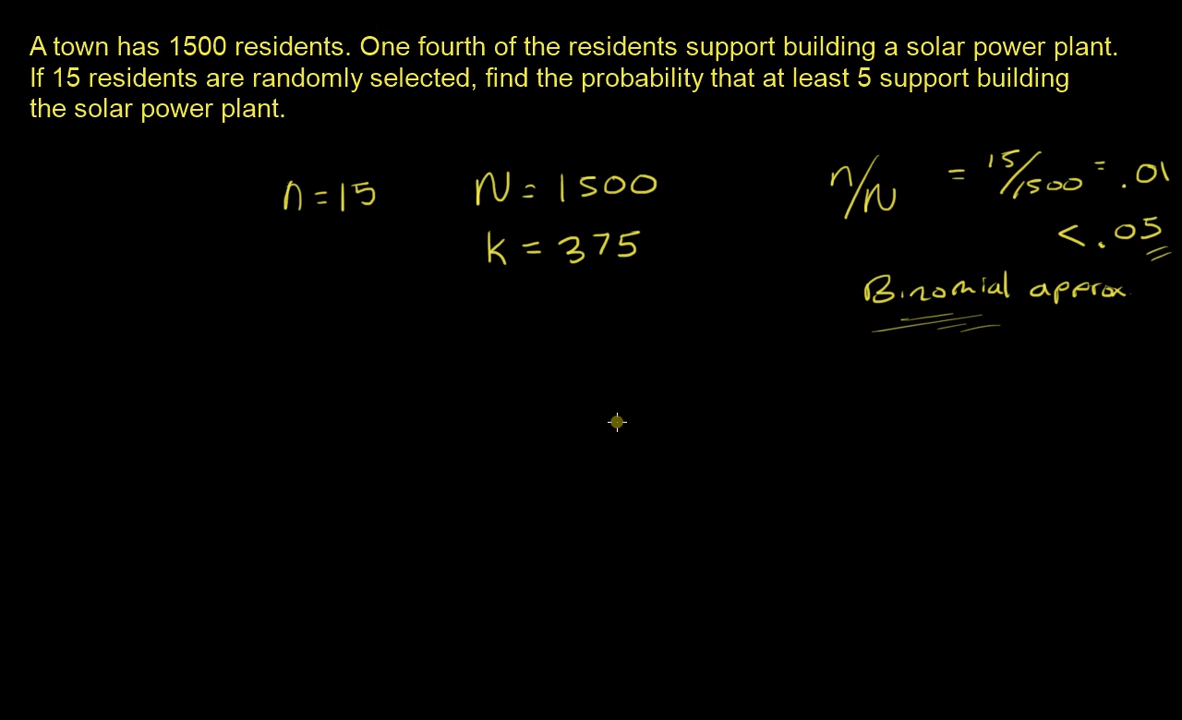 A town has 1500 residents. One fourth of the residents support building a solar power plant.
If 15 residents are randomly selected, find the probability that at least 5 support building
the solar power plant.
n = 15
N = 1500
k = 375
n/N = 15/1500 = .01
< .05
Binomial approx.